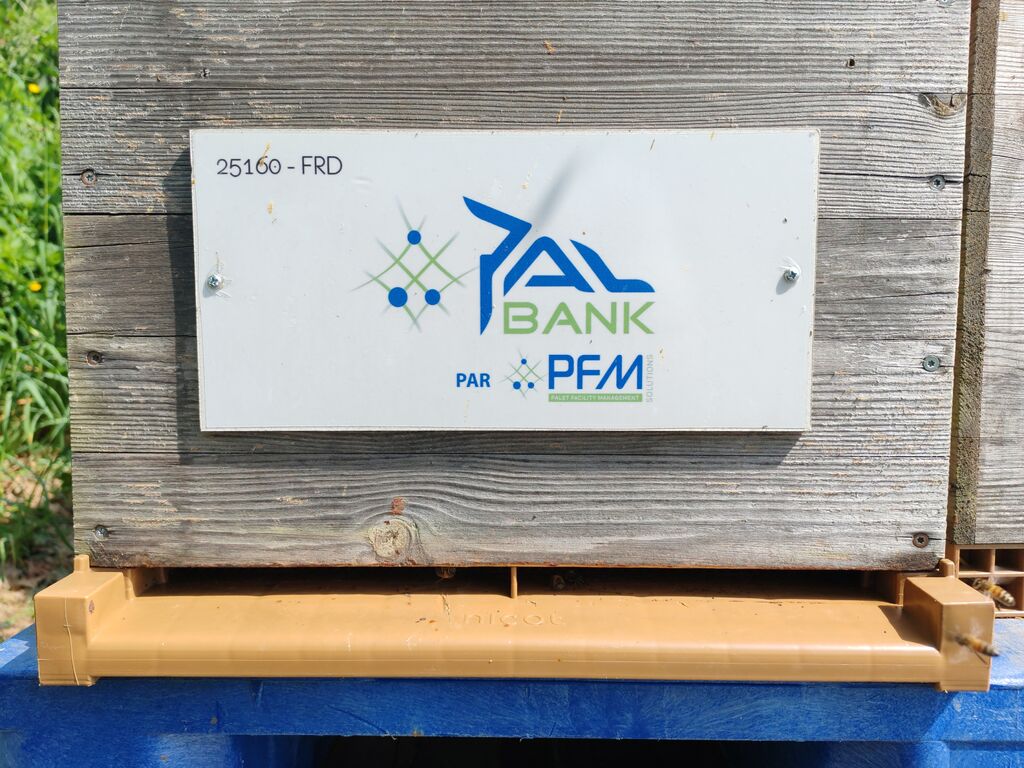 25160 - FRD
PAL
BANK
PAR PFM SOLUTIONS
PALET FACILITY MANAGEMENT
nicot